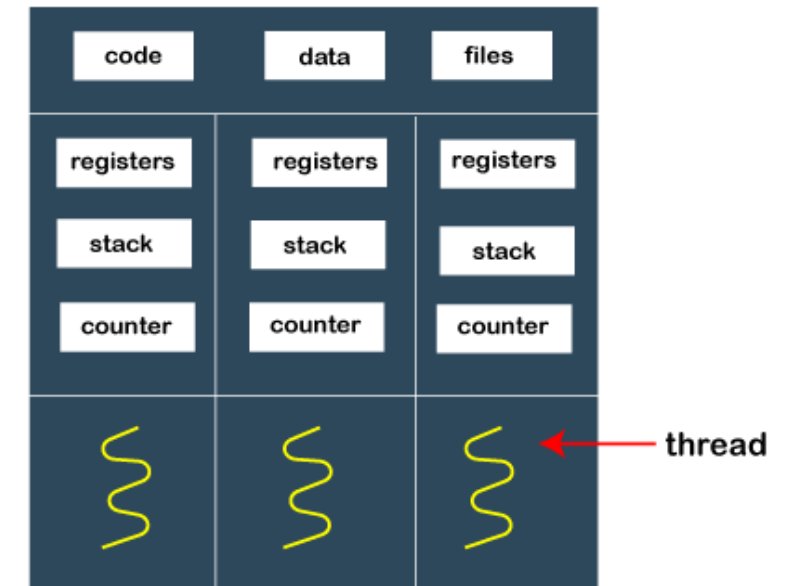 code data files
registers registers registers
stack stack stack
counter counter counter
thread